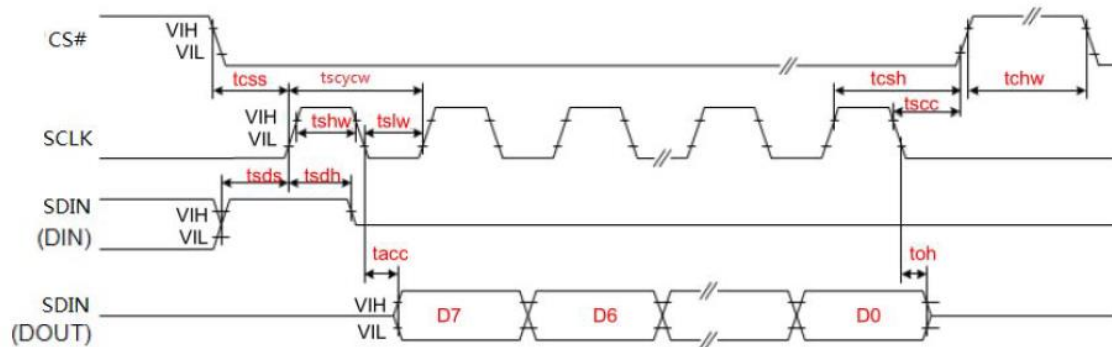 CS#
VIH
VIL
tcss
tscycw
tcsh
tchw
tscc
SCLK
VIH
VIL
tshw
tslw
tsds
tsdh
SDIN
(DIN)
VIH
VIL
tacc
toh
SDIN
(DOUT)
VIH
VIL
D7
D6
D0